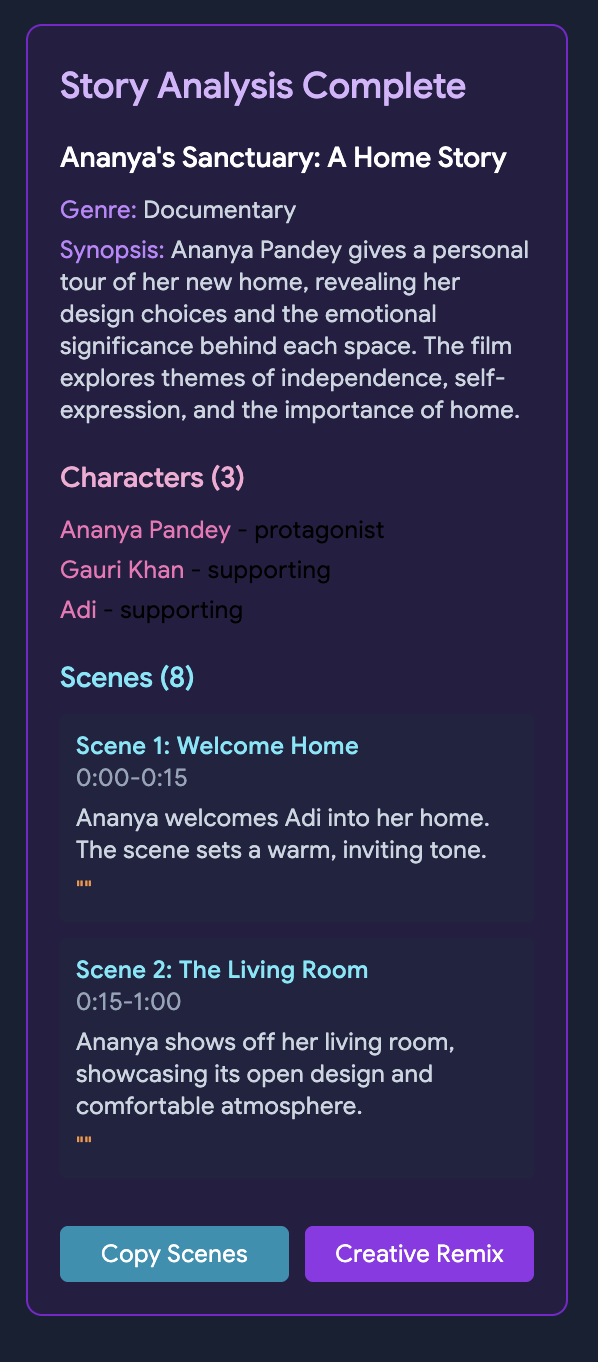 Story Analysis Complete
Ananya's Sanctuary: A Home Story
Genre: Documentary
Synopsis: Ananya Pandey gives a personal
tour of her new home, revealing her
design choices and the emotional
significance behind each space. The film
explores themes of independence, self-
expression, and the importance of home.
Characters (3)
Ananya Pandey - protagonist
Gauri Khan - supporting
Adi - supporting
Scenes (8)
Scene 1: Welcome Home
0:00-0:15
Ananya welcomes Adi into her home.
The scene sets a warm, inviting tone.
""
Scene 2: The Living Room
0:15-1:00
Ananya shows off her living room,
showcasing its open design and
comfortable atmosphere.
""
Copy Scenes
Creative Remix